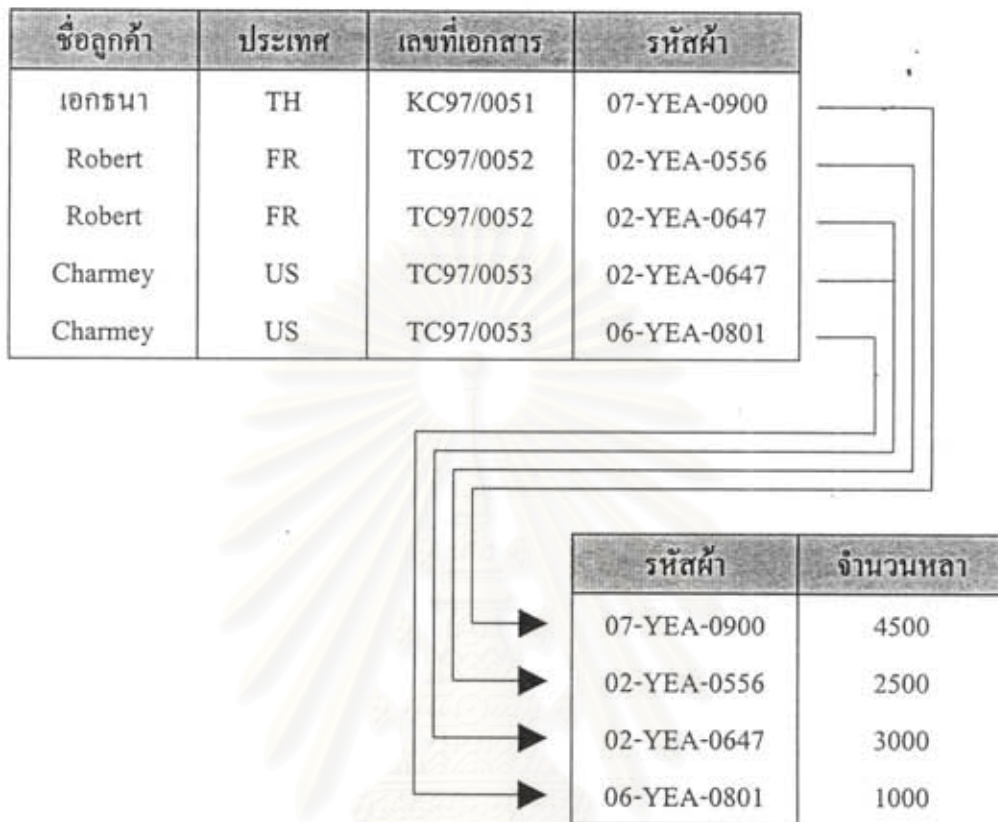 ชื่อลูกค้า ประเทศ เลขที่เอกสาร รหัสผ้า
เอกธนา TH KC97/0051 07-YEA-0900
Robert FR TC97/0052 02-YEA-0556
Robert FR TC97/0052 02-YEA-0647
Charmey US TC97/0053 02-YEA-0647
Charmey US TC97/0053 06-YEA-0801
รหัสผ้า จำนวนหลา
07-YEA-0900 4500
02-YEA-0556 2500
02-YEA-0647 3000
06-YEA-0801 1000